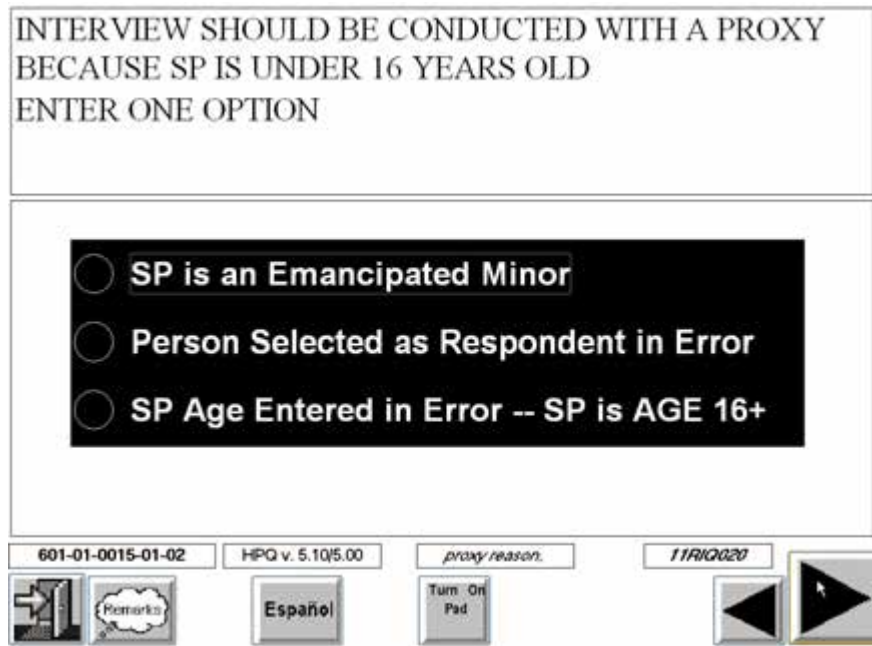 INTERVIEW SHOULD BE CONDUCTED WITH A PROXY
BECAUSE SP IS UNDER 16 YEARS OLD
ENTER ONE OPTION
SP is an Emancipated Minor
Person Selected as Respondent in Error
SP Age Entered in Error -- SP is AGE 16+
601-01-0015-01-02
HPQ v. 5.10/5.00
proxy reason.
11RIQ020
Remarks
Español
Turn On
Pad